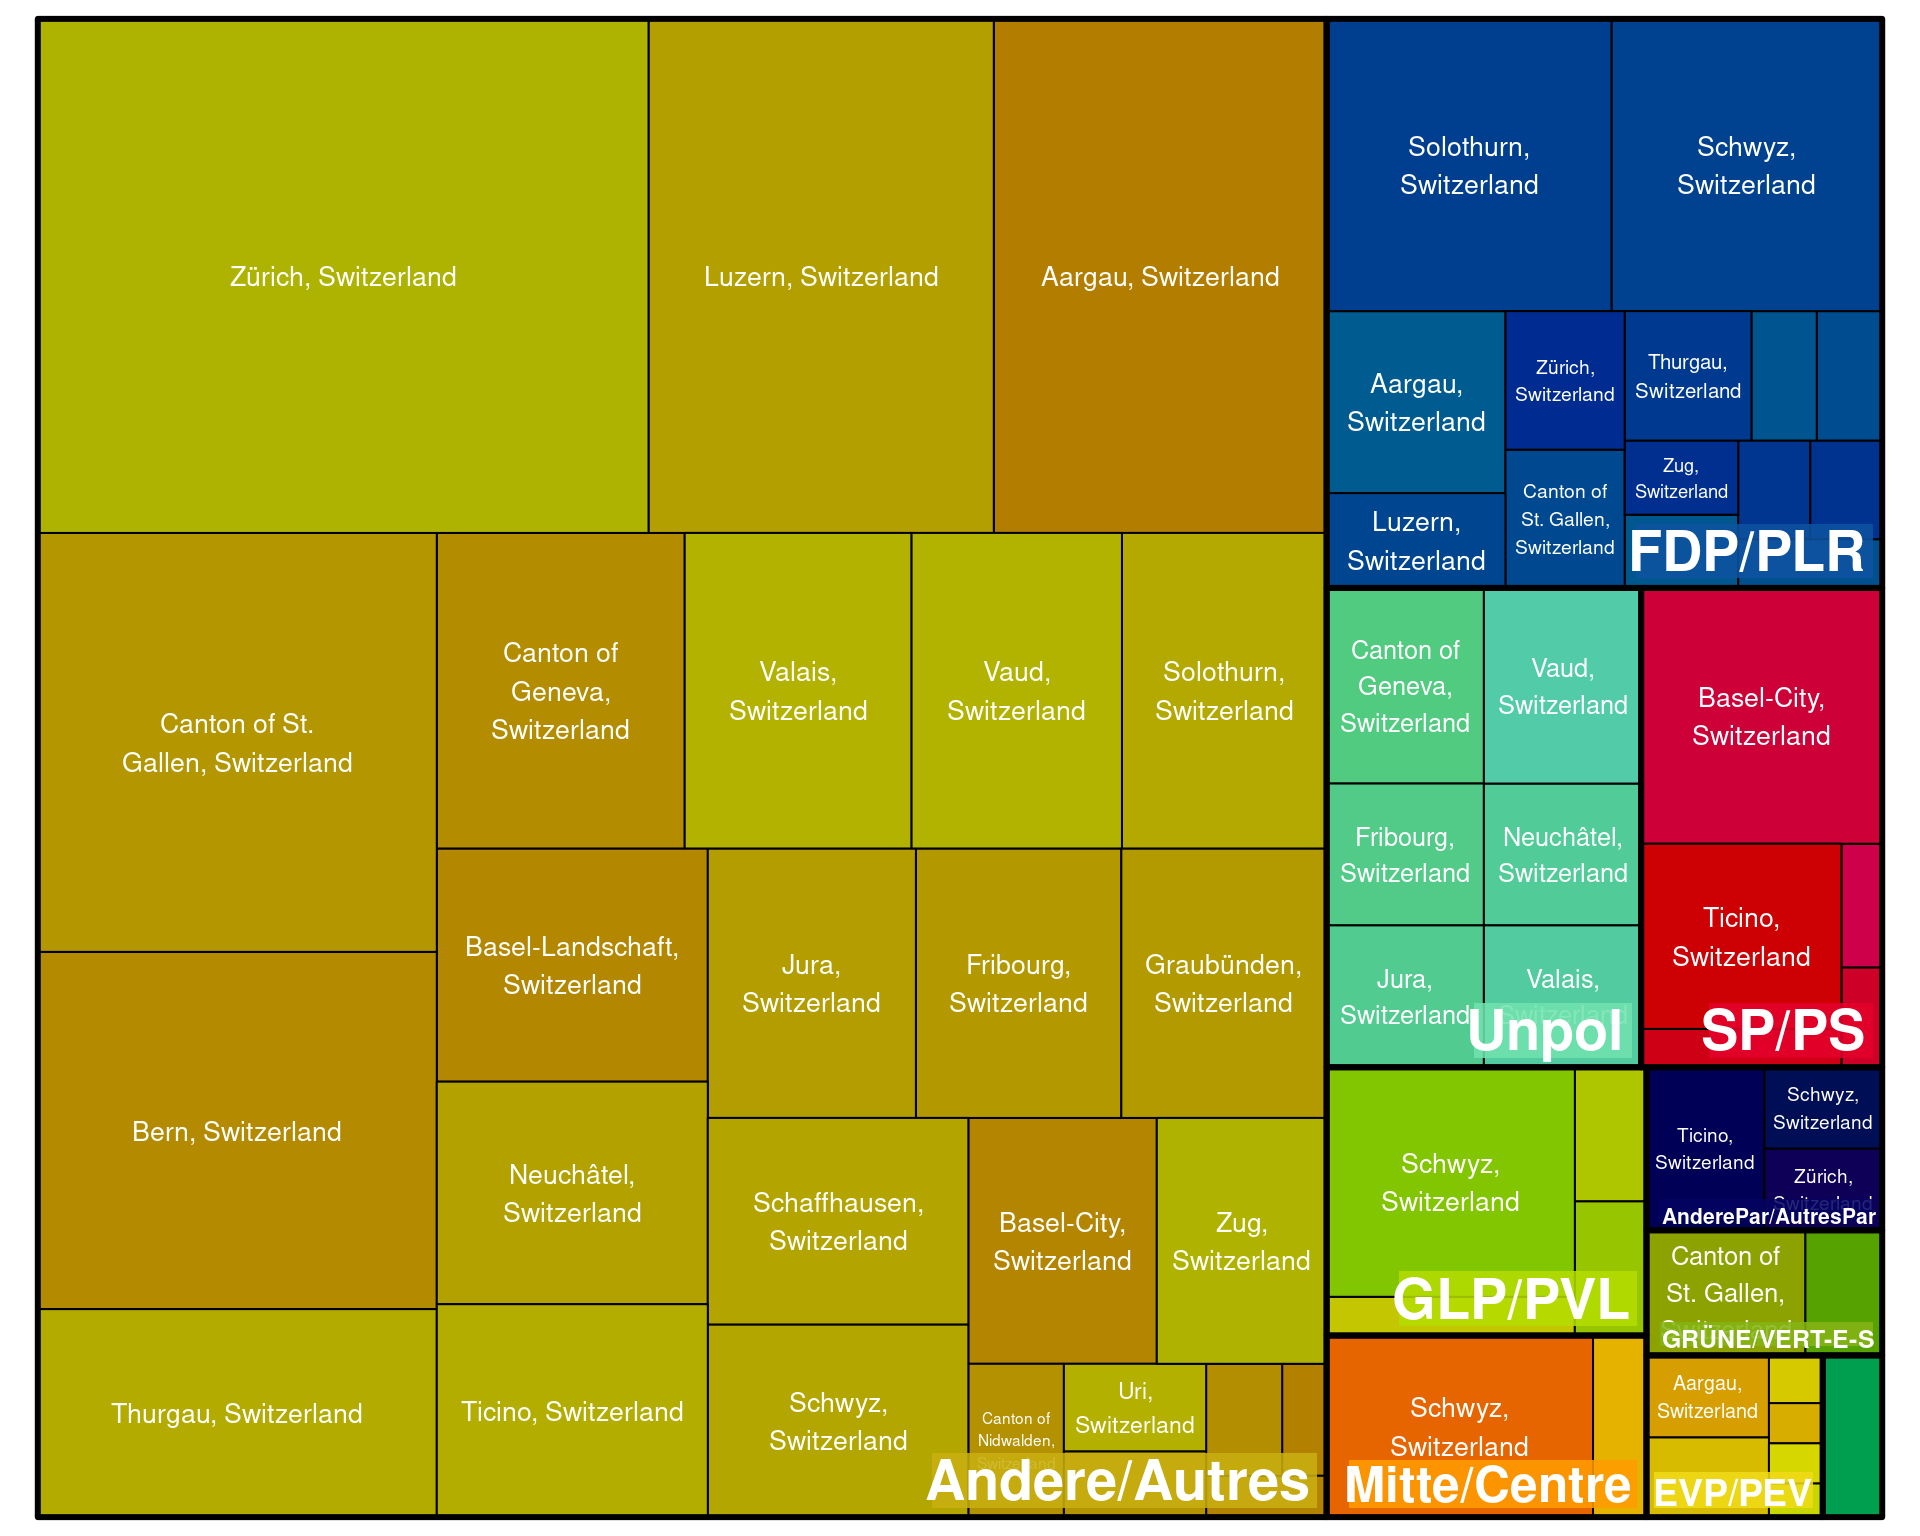 Zürich, Switzerland
Luzern, Switzerland
Aargau, Switzerland
Canton of St.
Gallen, Switzerland
Canton of
Geneva,
Switzerland
Valais,
Switzerland
Vaud,
Switzerland
Solothurn,
Switzerland
Bern, Switzerland
Basel-Landschaft,
Switzerland
Jura,
Switzerland
Fribourg,
Switzerland
Graubünden,
Switzerland
Neuchâtel,
Switzerland
Schaffhausen,
Switzerland
Basel-City,
Switzerland
Zug,
Switzerland
Thurgau, Switzerland
Ticino, Switzerland
Schwyz,
Switzerland
Canton of
Nidwalden,
Switzerland
Uri,
Switzerland
Andere/Autres
Solothurn,
Switzerland
Schwyz,
Switzerland
Aargau,
Switzerland
Zürich,
Switzerland
Thurgau,
Switzerland
Luzern,
Switzerland
Canton of
St. Gallen,
Switzerland
Zug,
Switzerland
FDP/PLR
Canton of
Geneva,
Switzerland
Vaud,
Switzerland
Fribourg,
Switzerland
Neuchâtel,
Switzerland
Jura,
Switzerland
Valais,
Switzerland
Unpol
Basel-City,
Switzerland
Ticino,
Switzerland
SP/PS
Schwyz,
Switzerland
GLP/PVL
Ticino,
Switzerland
Schwyz,
Switzerland
Zürich,
Switzerland
AnderePar/AutresPar
Canton of
St. Gallen,
Switzerland
GRÜNE/VERT-E-S
Schwyz,
Switzerland
Mitte/Centre
Aargau,
Switzerland
EVP/PEV